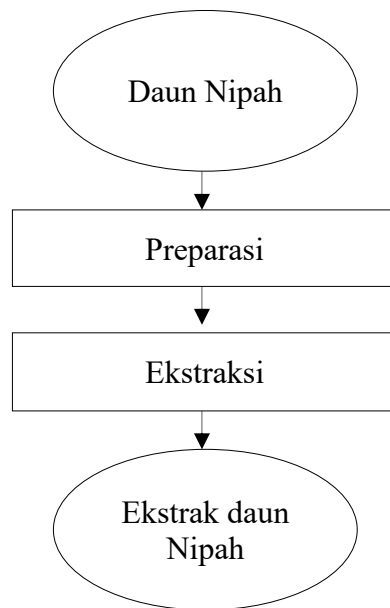 Daun Nipah
Preparasi
Ekstraksi
Ekstrak daun
Nipah